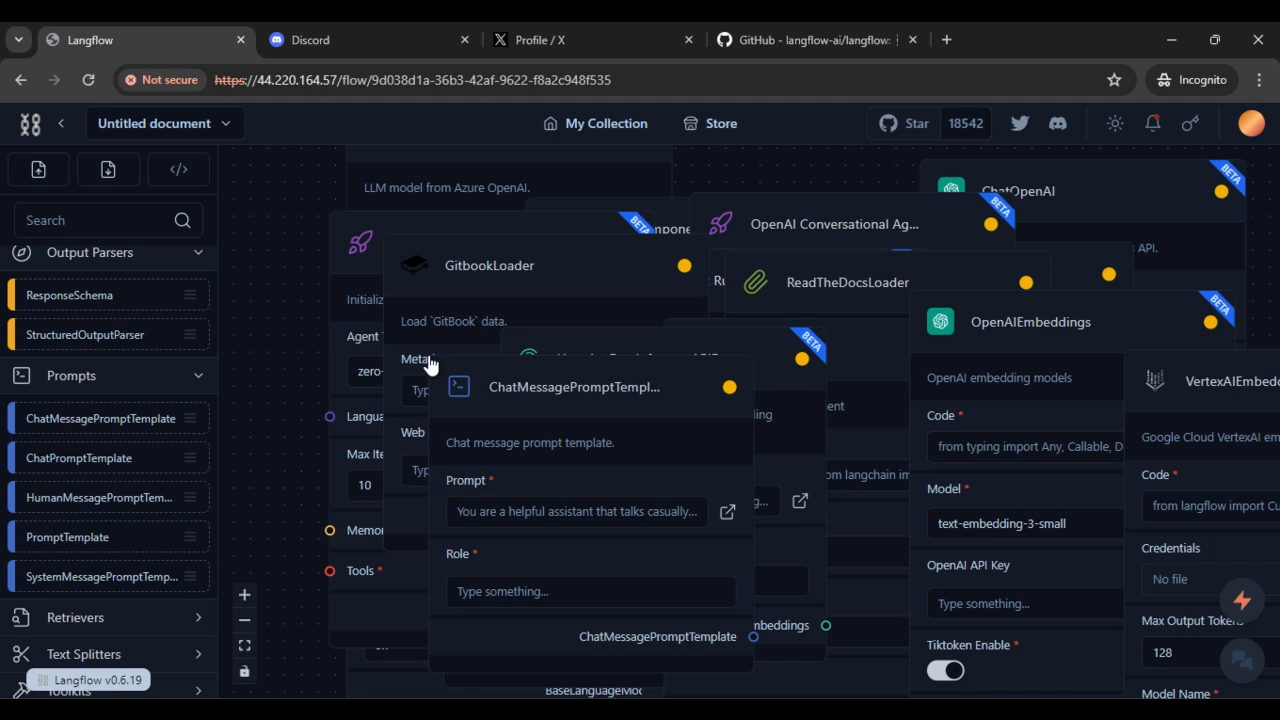 Langflow
Discord
Profile / X
GitHub - langflow-ai/langflow:
Not secure
https://44.220.164.57/flow/9d038d1a-36b3-42af-9622-f8a2c948f535
Incognito
Untitled document
My Collection
Store
Star
18542
Search
Output Parsers
ResponseSchema
StructuredOutputParser
Prompts
ChatMessagePromptTemplate
ChatPromptTemplate
HumanMessagePromptTem...
PromptTemplate
SystemMessagePromptTemp...
Retrievers
Text Splitters
Langflow v0.6.19
LLM model from Azure OpenAI.
BETA
GitbookLoader
Load `GitBook` data.
Agent
zero-
Max Ite
10
Memor
Tools *
Web
Typ
OpenAI Conversational Ag...
BETA
ReadTheDocsLoader
ChatOpenAI
BETA
API.
BETA
ChatMessagePromptTempl...
Chat message prompt template.
Prompt *
You are a helpful assistant that talks casually...
Role *
Type something...
ChatMessagePromptTemplate
OpenAIEmbeddings
BETA
OpenAI embedding models
Code *
from typing import Any, Callable, D
Model *
text-embedding-3-small
OpenAI API Key
Type something...
Tiktoken Enable *
VertexAIEmbedd
Google Cloud VertexAI em
Code *
from langflow import Cu
Credentials
No file
Max Output Tokens
128
Model Name *